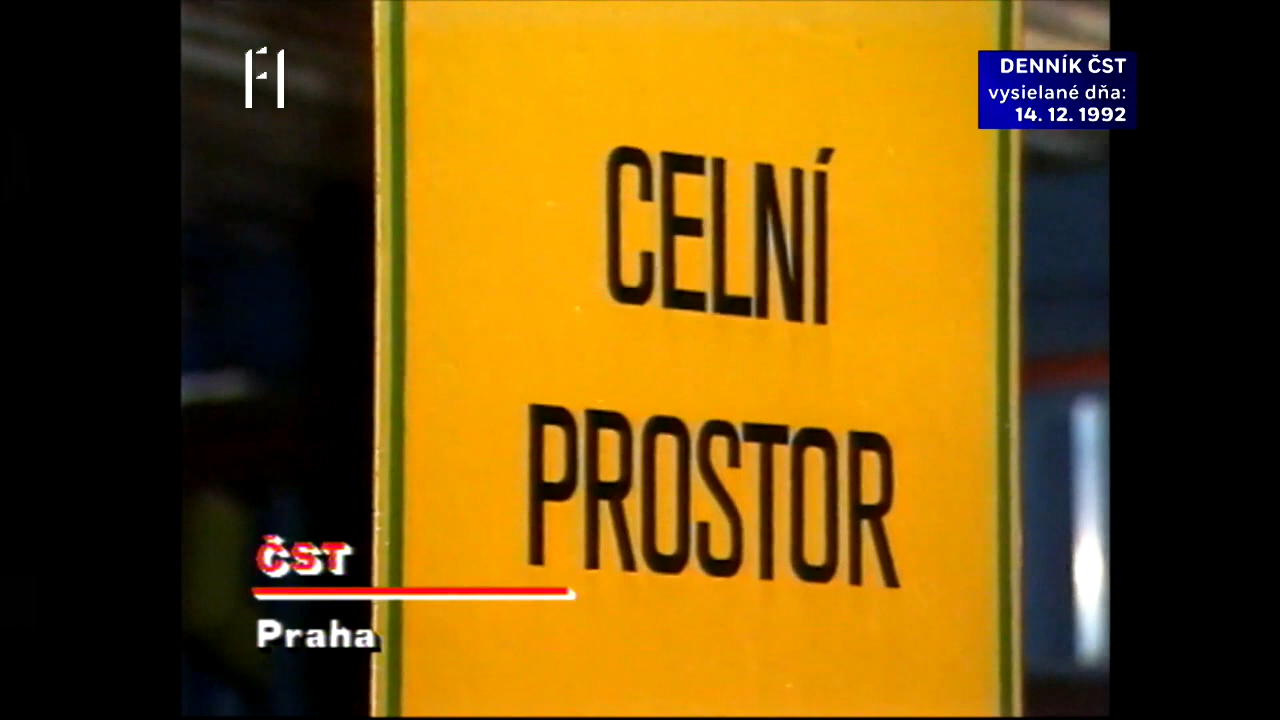 DENNÍK ČST
vysielané dňa:
14. 12. 1992
CELNÍ
PROSTOR
ČST
Praha